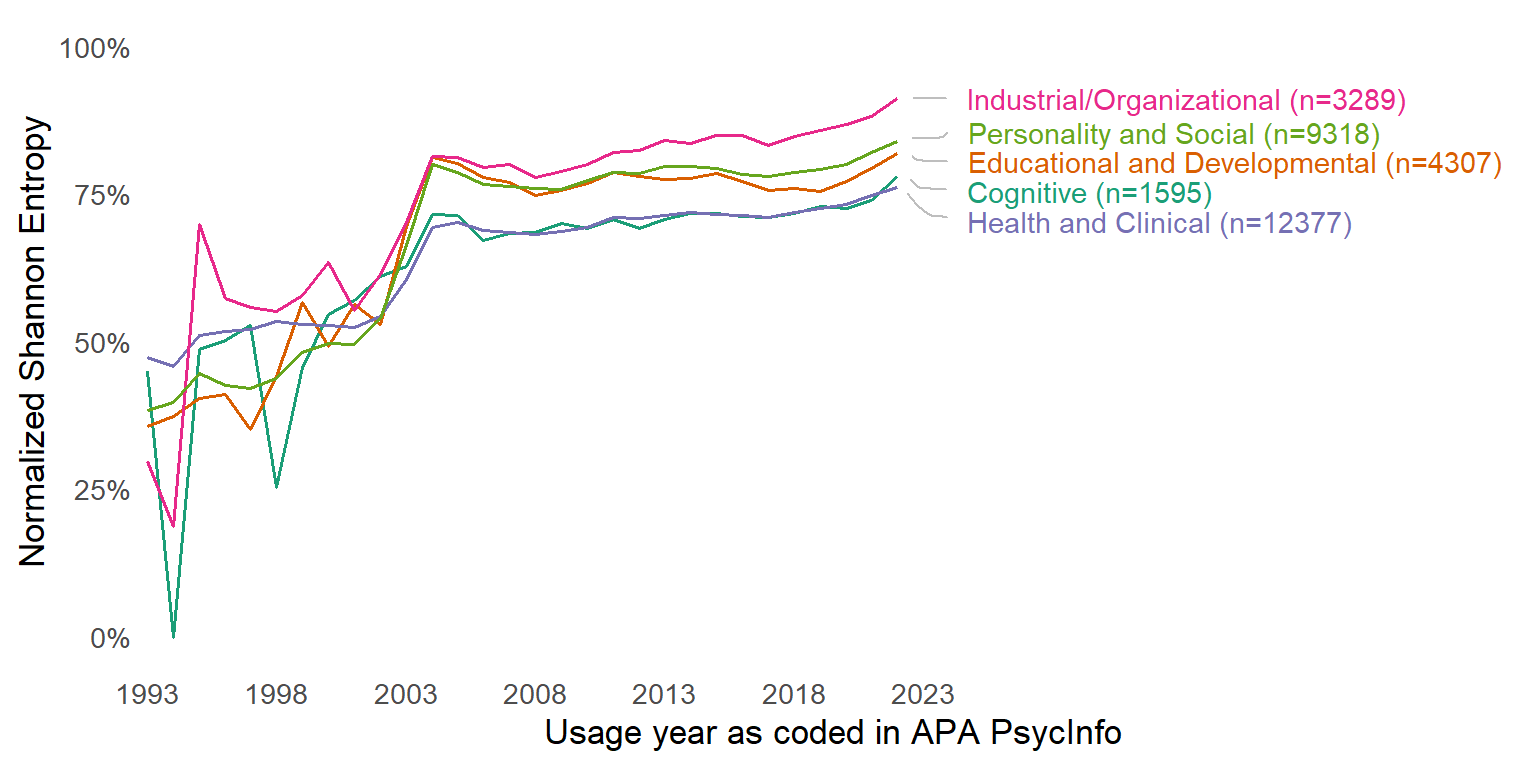 100%
75%
50%
25%
0%
Normalized Shannon Entropy
Industrial/Organizational (n=3289)
Personality and Social (n=9318)
Educational and Developmental (n=4307)
Cognitive (n=1595)
Health and Clinical (n=12377)
1993 1998 2003 2008 2013 2018 2023
Usage year as coded in APA PsycInfo